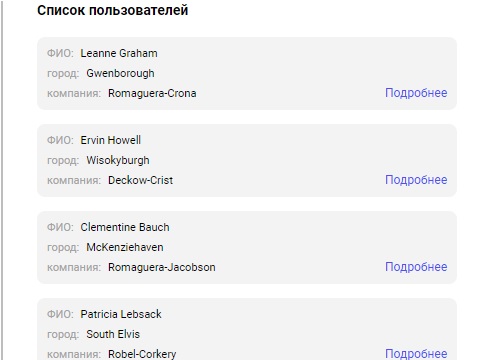 Список пользователей
ФИО: Leanne Graham
город: Gwenborough
компания: Romaguera-Crona
Подробнее
ФИО: Ervin Howell
город: Wisokyburgh
компания: Deckow-Crist
Подробнее
ФИО: Clementine Bauch
город: McKenziehaven
компания: Romaguera-Jacobson
Подробнее
ФИО: Patricia Lebsack
город: South Elvis
компания: Robel-Corkery
Подробнее